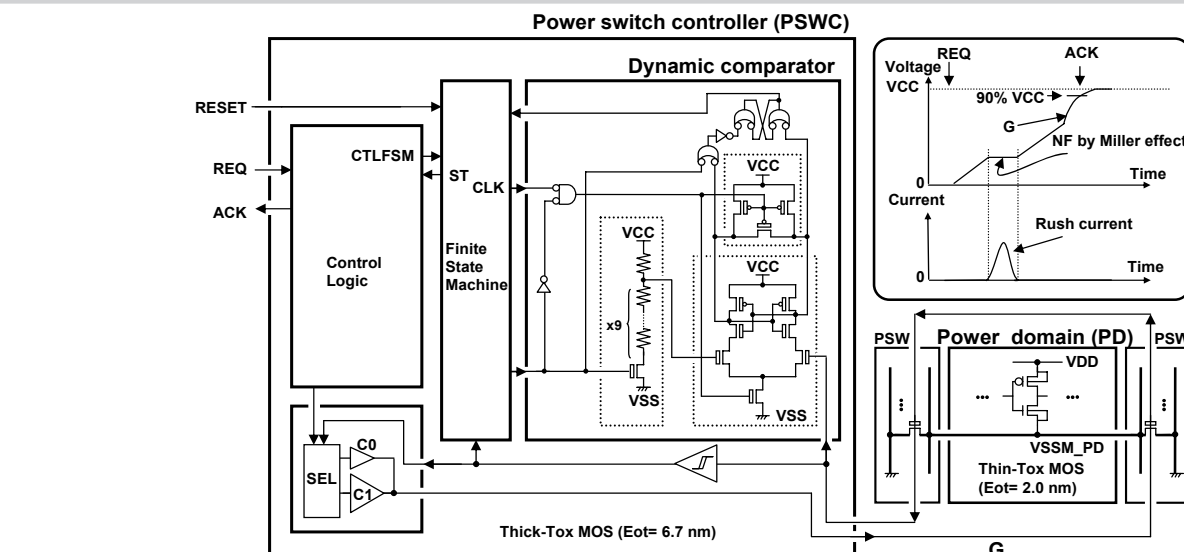 Power switch controller (PSWC)
Dynamic comparator
RESET
REQ
ACK
CTLFSM
ST
CLK
Control
Logic
Finite
State
Machine
VCC
x9
VSS
VCC
VCC
VSS
SEL
C0
C1
Thick-Tox MOS (Eot= 6.7 nm)
REQ
ACK
Voltage
VCC
90% VCC
G
NF by Miller effect
0
Time
Current
Rush current
0
Time
PSW
Power domain (PD)
VDD
...
...
...
...
VSSM_PD
Thin-Tox MOS
(Eot= 2.0 nm)
G